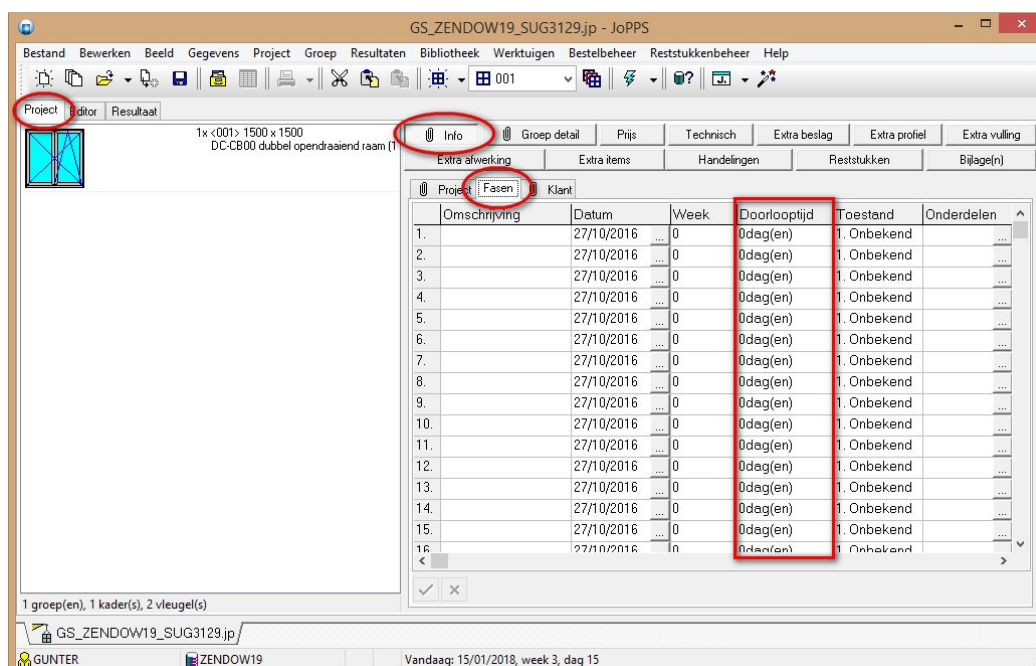 GS_ZENDOW19_SUG3129.jp - JoPPS
Bestand Bewerken Beeld Gegevens Project Groep Resultaten Bibliotheek Werktuigen Bestelbeheer Reststukkenbeheer Help
001
Project Editor Resultaat
1x <001> 1500 x 1500
DC-CB00 dubbel opendraaiend raam (1
Info Groep detail Prijs Technisch Extra beslag Extra profiel Extra vulling
Extra afwerking Extra items Handelingen Reststukken Bijlage(n)
Project Fasen Klant
Omschrijving Datum Week Doorlooptijd Toestand Onderdelen
1. 27/10/2016 ... 0 0dag(en) 1. Onbekend ...
2. 27/10/2016 ... 0 0dag(en) 1. Onbekend ...
3. 27/10/2016 ... 0 0dag(en) 1. Onbekend ...
4. 27/10/2016 ... 0 0dag(en) 1. Onbekend ...
5. 27/10/2016 ... 0 0dag(en) 1. Onbekend ...
6. 27/10/2016 ... 0 0dag(en) 1. Onbekend ...
7. 27/10/2016 ... 0 0dag(en) 1. Onbekend ...
8. 27/10/2016 ... 0 0dag(en) 1. Onbekend ...
9. 27/10/2016 ... 0 0dag(en) 1. Onbekend ...
10. 27/10/2016 ... 0 0dag(en) 1. Onbekend ...
11. 27/10/2016 ... 0 0dag(en) 1. Onbekend ...
12. 27/10/2016 ... 0 0dag(en) 1. Onbekend ...
13. 27/10/2016 ... 0 0dag(en) 1. Onbekend ...
14. 27/10/2016 ... 0 0dag(en) 1. Onbekend ...
15. 27/10/2016 ... 0 0dag(en) 1. Onbekend ...
16. 27/10/2016 0 0dag(en) 1. Onbekend
1 groep(en), 1 kader(s), 2 vleugel(s)
GS_ZENDOW19_SUG3129.jp
GUNTER ZENDOW19 Vandaag: 15/01/2018, week 3, dag 15